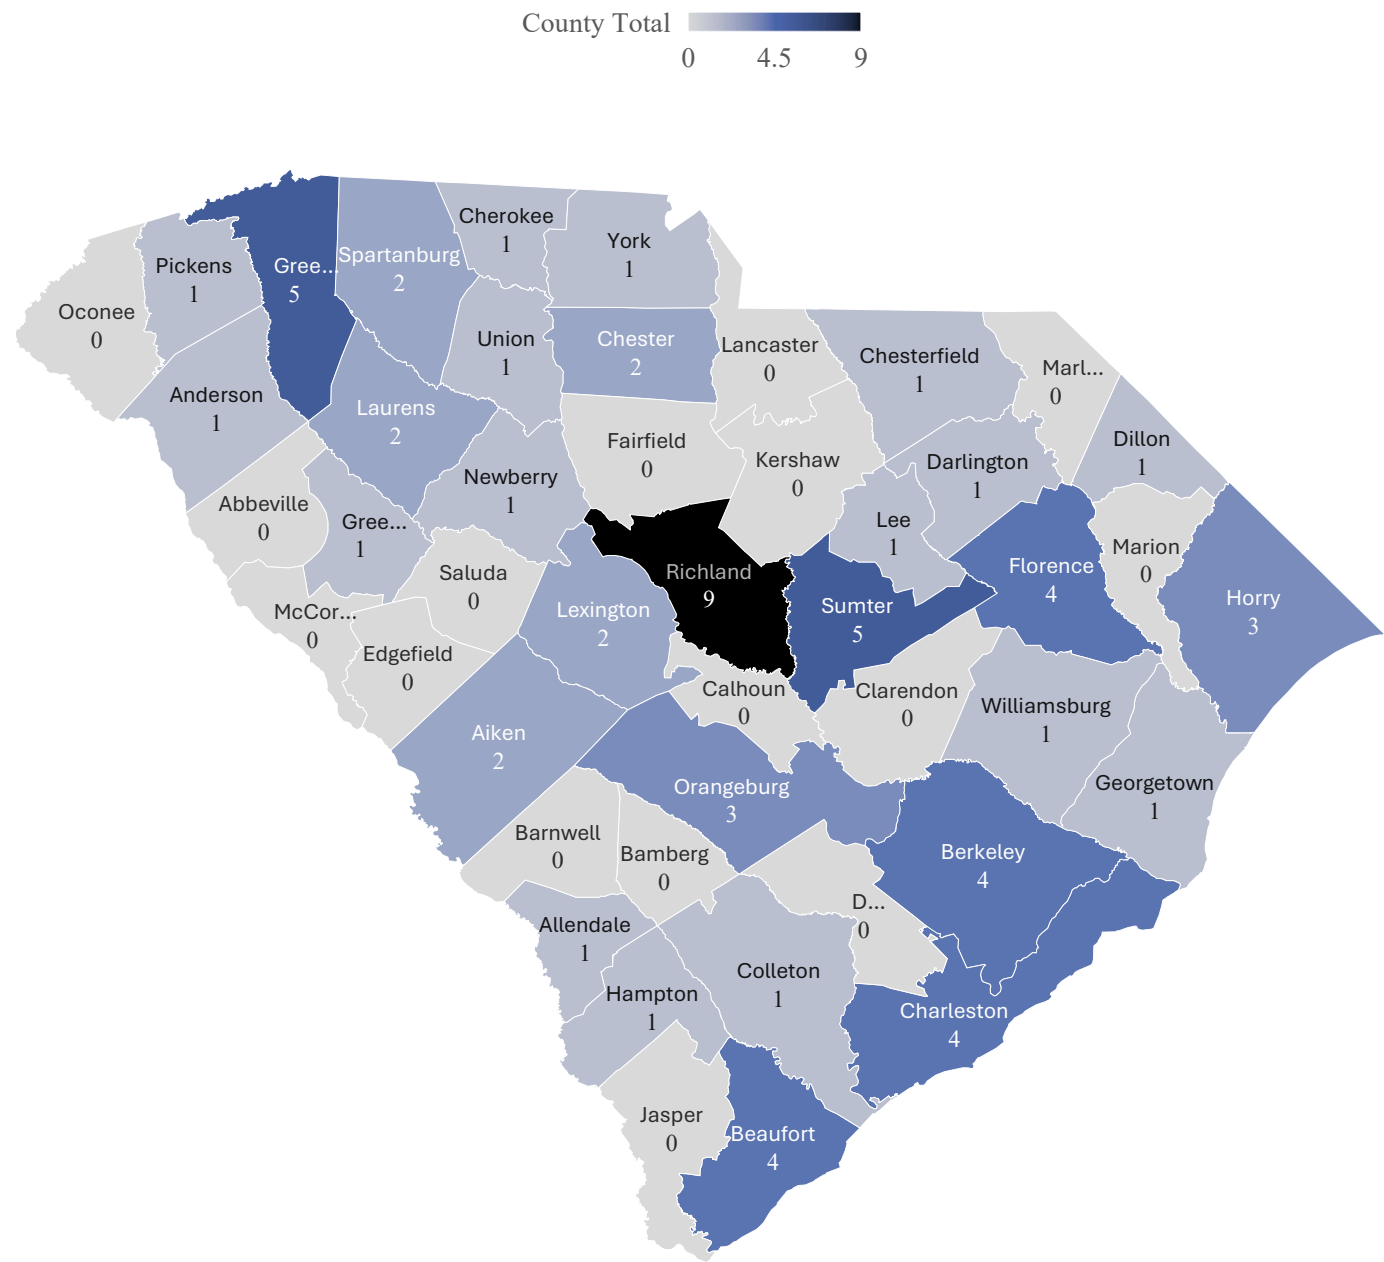 County Total
0 4.5 9
Cherokee
1
York
1
Spartanburg
2
Pickens
1
Gree...
5
Oconee
0
Union
1
Chester
2
Lancaster
0
Chesterfield
1
Marl...
0
Anderson
1
Laurens
2
Fairfield
0
Dillon
1
Kershaw
0
Darlington
1
Newberry
1
Abbeville
0
Gree...
1
Lee
1
Marion
0
Saluda
0
Richland
9
Florence
4
Horry
3
McCor...
0
Lexington
2
Sumter
5
Edgefield
0
Calhoun
0
Clarendon
0
Williamsburg
1
Aiken
2
Orangeburg
3
Georgetown
1
Barnwell
0
Bamberg
0
Berkeley
4
D...
0
Allendale
1
Colleton
1
Hampton
1
Charleston
4
Jasper
0
Beaufort
4